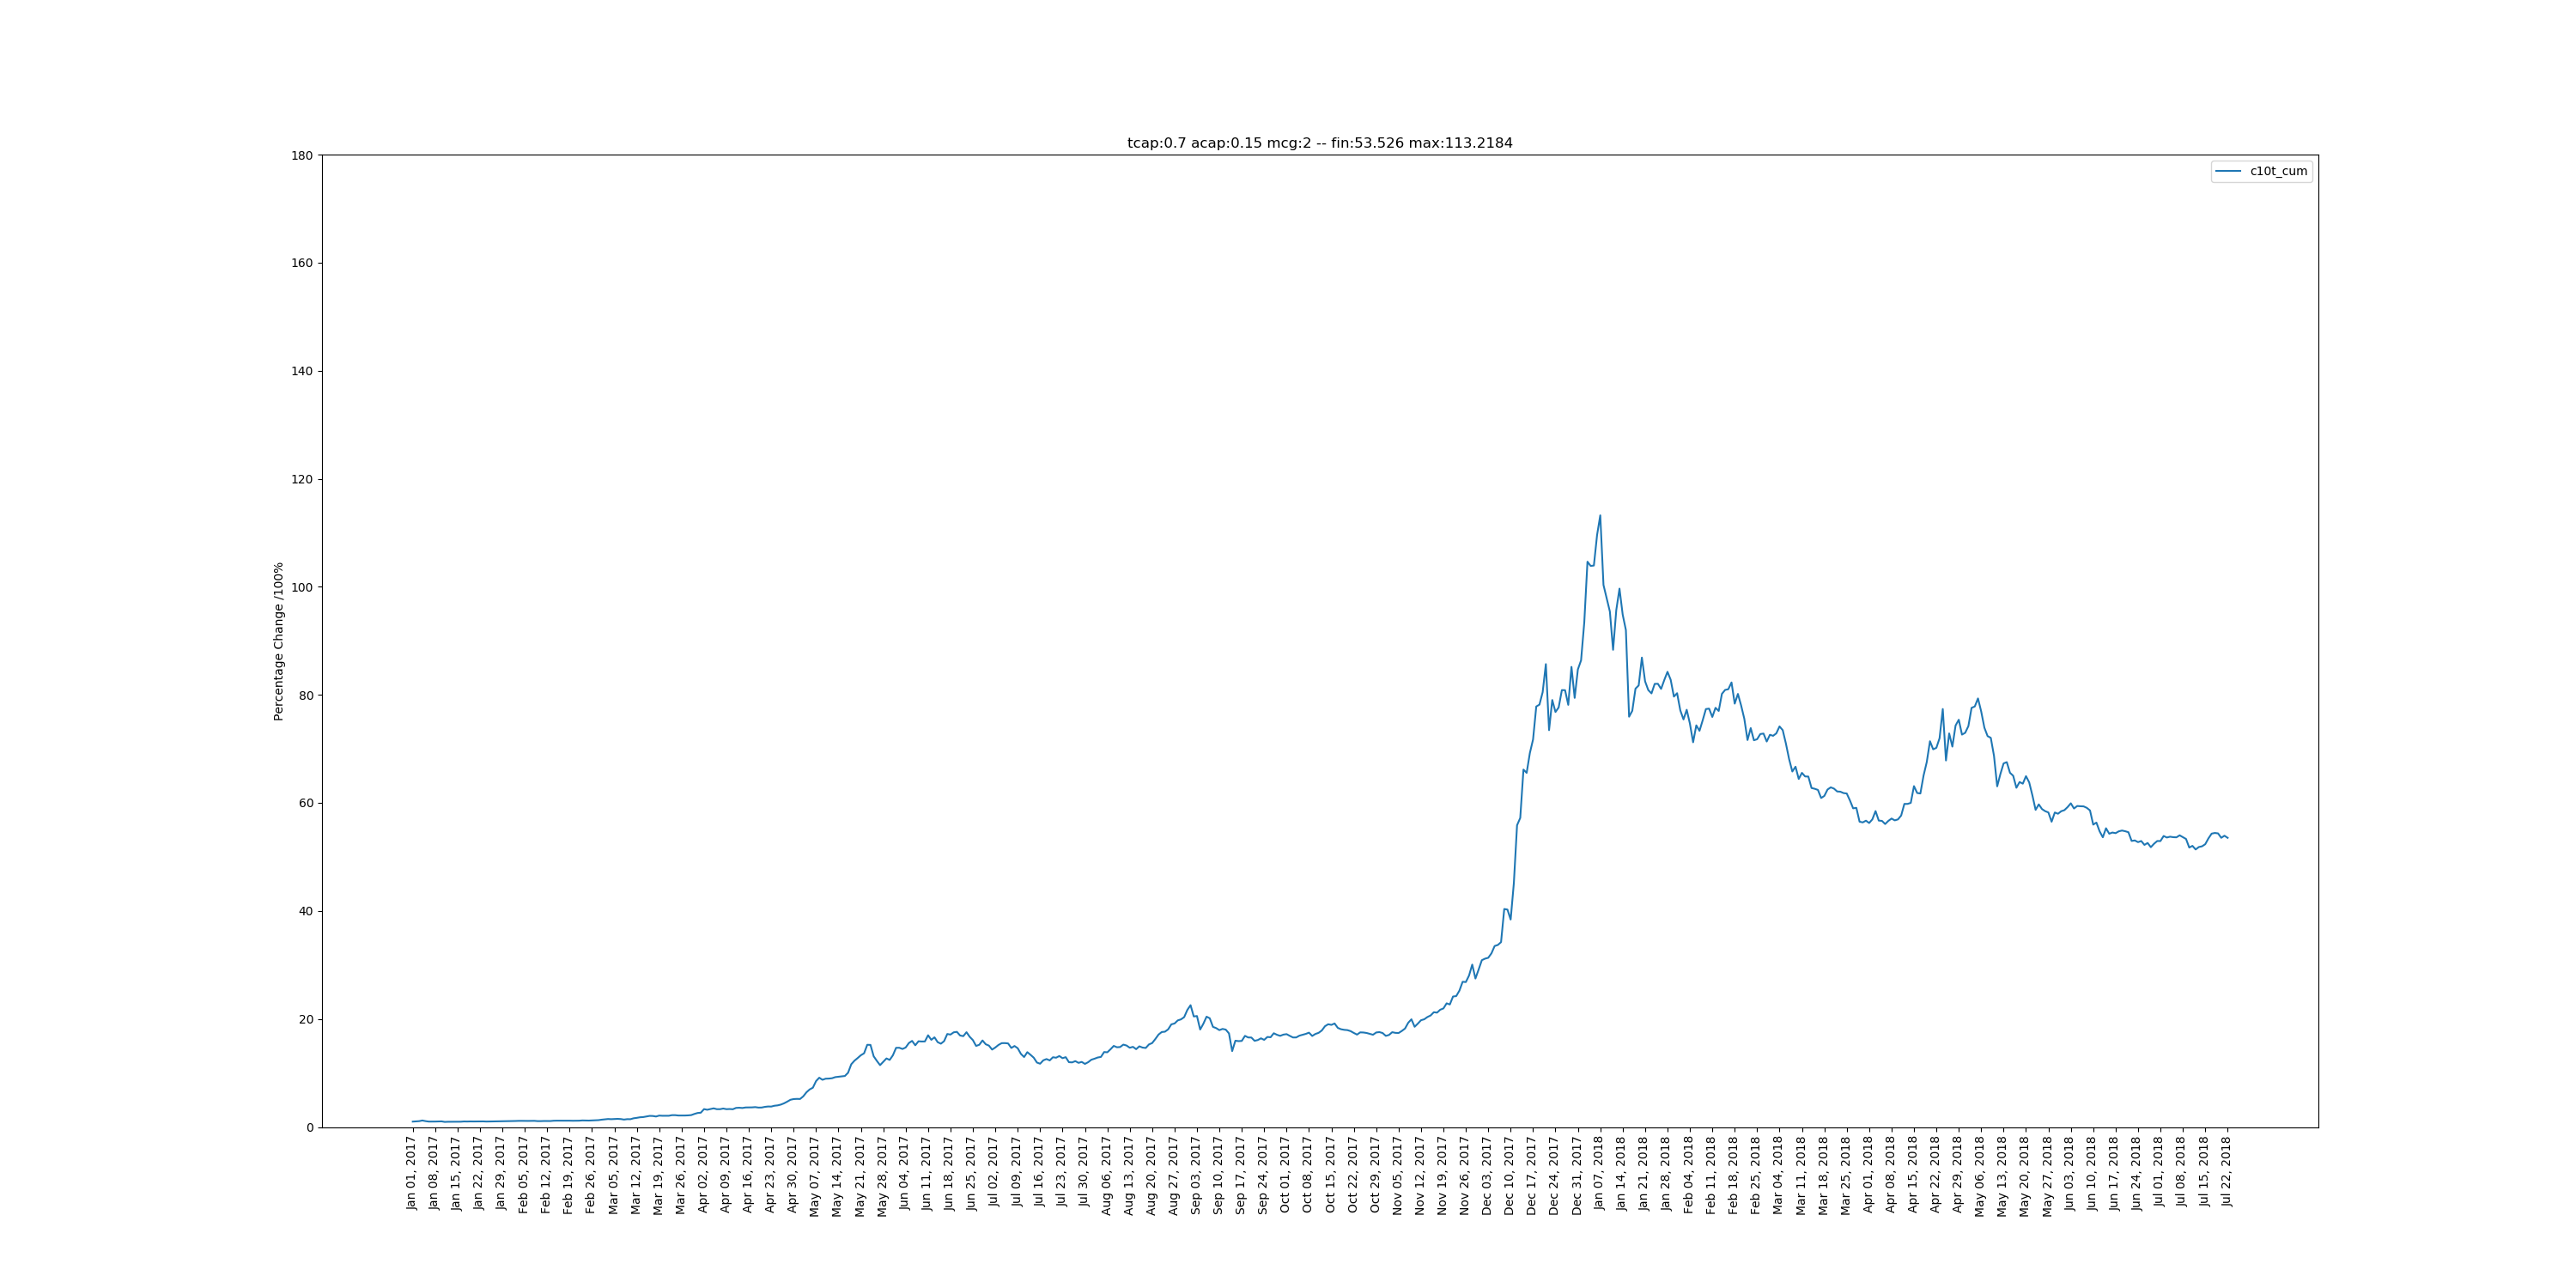 tcap:0.7 acap:0.15 mcg:2 -- fin:53.526 max:113.2184
c10t_cum
Percentage Change /100%
180
160
140
120
100
80
60
40
20
0
Jan 01, 2017
Jan 08, 2017
Jan 15, 2017
Jan 22, 2017
Jan 29, 2017
Feb 05, 2017
Feb 12, 2017
Feb 19, 2017
Feb 26, 2017
Mar 05, 2017
Mar 12, 2017
Mar 19, 2017
Mar 26, 2017
Apr 02, 2017
Apr 09, 2017
Apr 16, 2017
Apr 23, 2017
Apr 30, 2017
May 07, 2017
May 14, 2017
May 21, 2017
May 28, 2017
Jun 04, 2017
Jun 11, 2017
Jun 18, 2017
Jun 25, 2017
Jul 02, 2017
Jul 09, 2017
Jul 16, 2017
Jul 23, 2017
Jul 30, 2017
Aug 06, 2017
Aug 13, 2017
Aug 20, 2017
Aug 27, 2017
Sep 03, 2017
Sep 10, 2017
Sep 17, 2017
Sep 24, 2017
Oct 01, 2017
Oct 08, 2017
Oct 15, 2017
Oct 22, 2017
Oct 29, 2017
Nov 05, 2017
Nov 12, 2017
Nov 19, 2017
Nov 26, 2017
Dec 03, 2017
Dec 10, 2017
Dec 17, 2017
Dec 24, 2017
Dec 31, 2017
Jan 07, 2018
Jan 14, 2018
Jan 21, 2018
Jan 28, 2018
Feb 04, 2018
Feb 11, 2018
Feb 18, 2018
Feb 25, 2018
Mar 04, 2018
Mar 11, 2018
Mar 18, 2018
Mar 25, 2018
Apr 01, 2018
Apr 08, 2018
Apr 15, 2018
Apr 22, 2018
Apr 29, 2018
May 06, 2018
May 13, 2018
May 20, 2018
May 27, 2018
Jun 03, 2018
Jun 10, 2018
Jun 17, 2018
Jun 24, 2018
Jul 01, 2018
Jul 08, 2018
Jul 15, 2018
Jul 22, 2018